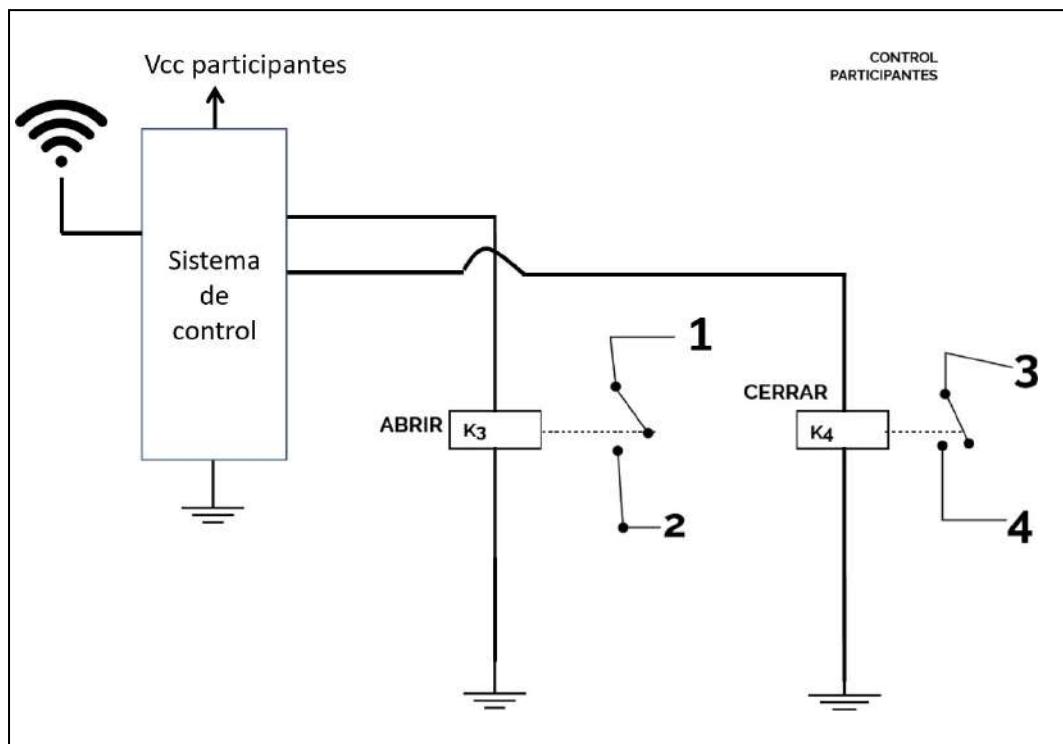 Vcc participantes
CONTROL
PARTICIPANTES
Sistema
de
control
1
ABRIR
K3
2
CERRAR
K4
3
4